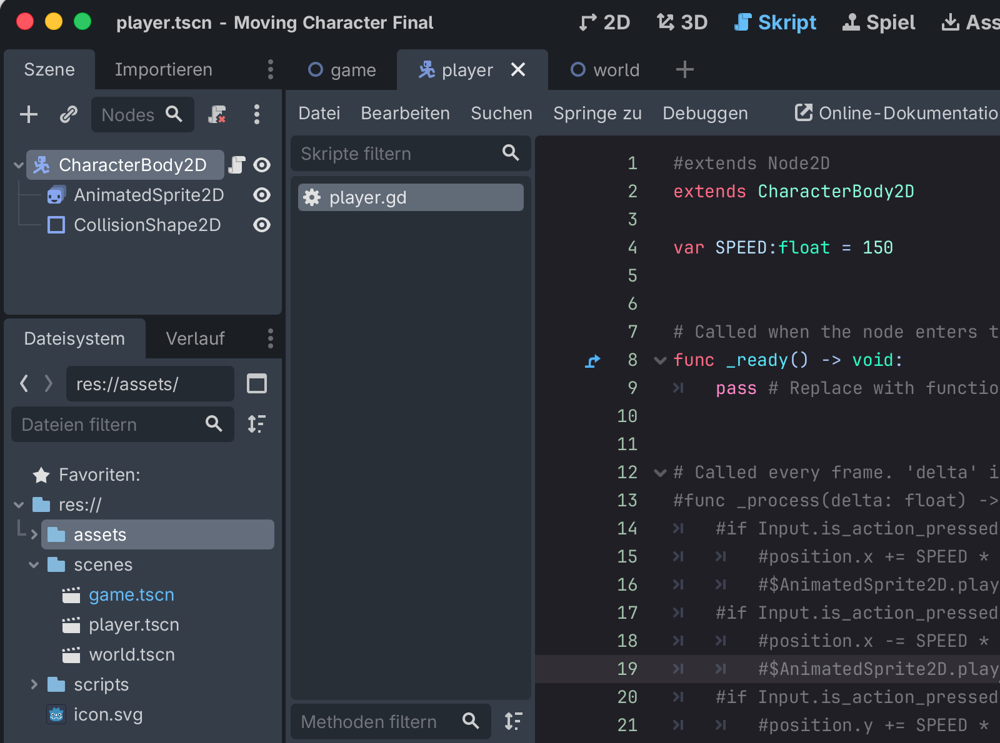 player.tscn - Moving Character Final
2D 3D Skript Spiel Ass
Szene Importieren
game player world
Nodes
Datei Bearbeiten Suchen Springe zu Debuggen Online-Dokumentatio
CharacterBody2D
AnimatedSprite2D
CollisionShape2D
Skripte filtern
player.gd
Dateisystem Verlauf
res://assets/
Dateien filtern
Favoriten:
res://
assets
scenes
game.tscn
player.tscn
world.tscn
scripts
icon.svg
Methoden filtern
1 #extends Node2D
2 extends CharacterBody2D
3
4 var SPEED:float = 150
5
6
7 # Called when the node enters t
8 func _ready() -> void:
9 pass # Replace with functio
10
11
12 # Called every frame. 'delta' i
13 #func _process(delta: float) ->
14 #if Input.is_action_pressed
15 #position.x += SPEED *
16 #$AnimatedSprite2D.play
17 #if Input.is_action_pressed
18 #position.x -= SPEED *
19 #$AnimatedSprite2D.play
20 #if Input.is_action_pressed
21 #position.y += SPEED *